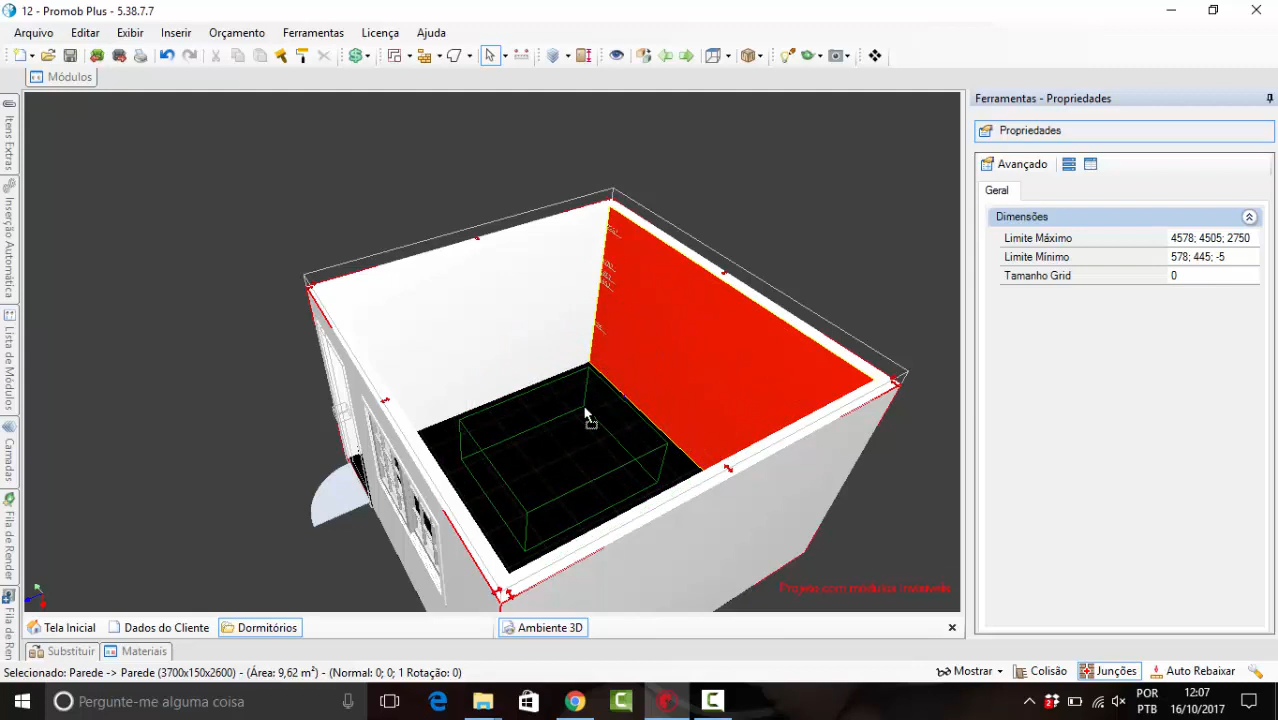 12 - Promob Plus - 5.38.7.7
Arquivo Editar Exibir Inserir Orçamento Ferramentas Licença Ajuda
Módulos
Itens Extras
Inserção Automática
Lista de Módulos
Camadas
Fila de Render
Fila de Ren
Ferramentas - Propriedades
Propriedades
Avançado
Geral
Dimensões
Limite Máximo 4578; 4505; 2750
Limite Mínimo 578; 445; -5
Tamanho Grid 0
Projeto com módulos inviáveis
Tela Inicial Dados do Cliente Dormitórios Ambiente 3D
Substituir Materiais
Selecionado: Parede -> Parede (3700x150x2600) - (Área: 9,62 m²) - (Normal: 0; 0; 1 Rotação: 0)
Mostrar Colisão Junções Auto Rebaixar
Pergunte-me alguma coisa
POR
PTB
12:07
16/10/2017